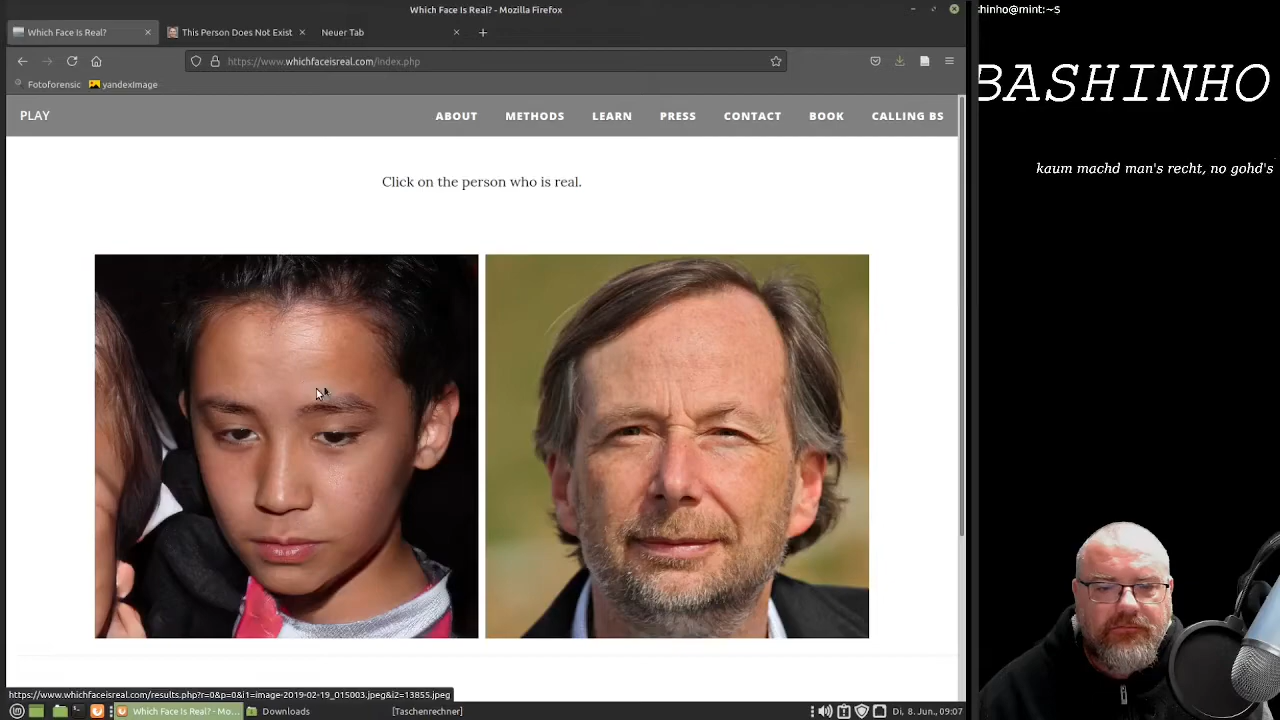 Which Face Is Real? - Mozilla Firefox
hinho@mint:~s
Which Face Is Real?
This Person Does Not Exist
Neuer Tab
https://www.whichfaceisreal.com/index.php
Fotoforensic
yandexImage
PLAY
ABOUT
METHODS
LEARN
PRESS
CONTACT
BOOK
CALLING BS
BASHINHO
kaum machd man's recht, no gohd's
Click on the person who is real.
https://www.whichfaceisreal.com/results.php?r=0&p=0&i1=image-2019-02-19_015003.jpeg&i2=13855.jpeg
Which Face Is Real? - Mo...
Downloads
[Taschenrechner]
Di, 8. Jun., 09:07